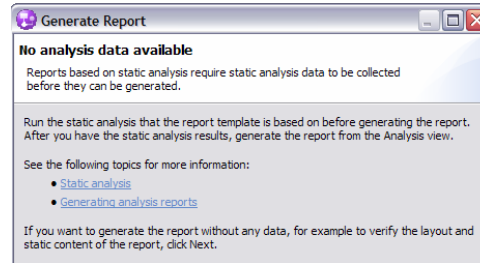 Generate Report
No analysis data available
Reports based on static analysis require static analysis data to be collected
before they can be generated.
Run the static analysis that the report template is based on before generating the report.
After you have the static analysis results, generate the report from the Analysis view.
See the following topics for more information:
• Static analysis
• Generating analysis reports
If you want to generate the report without any data, for example to verify the layout and
static content of the report, click Next.